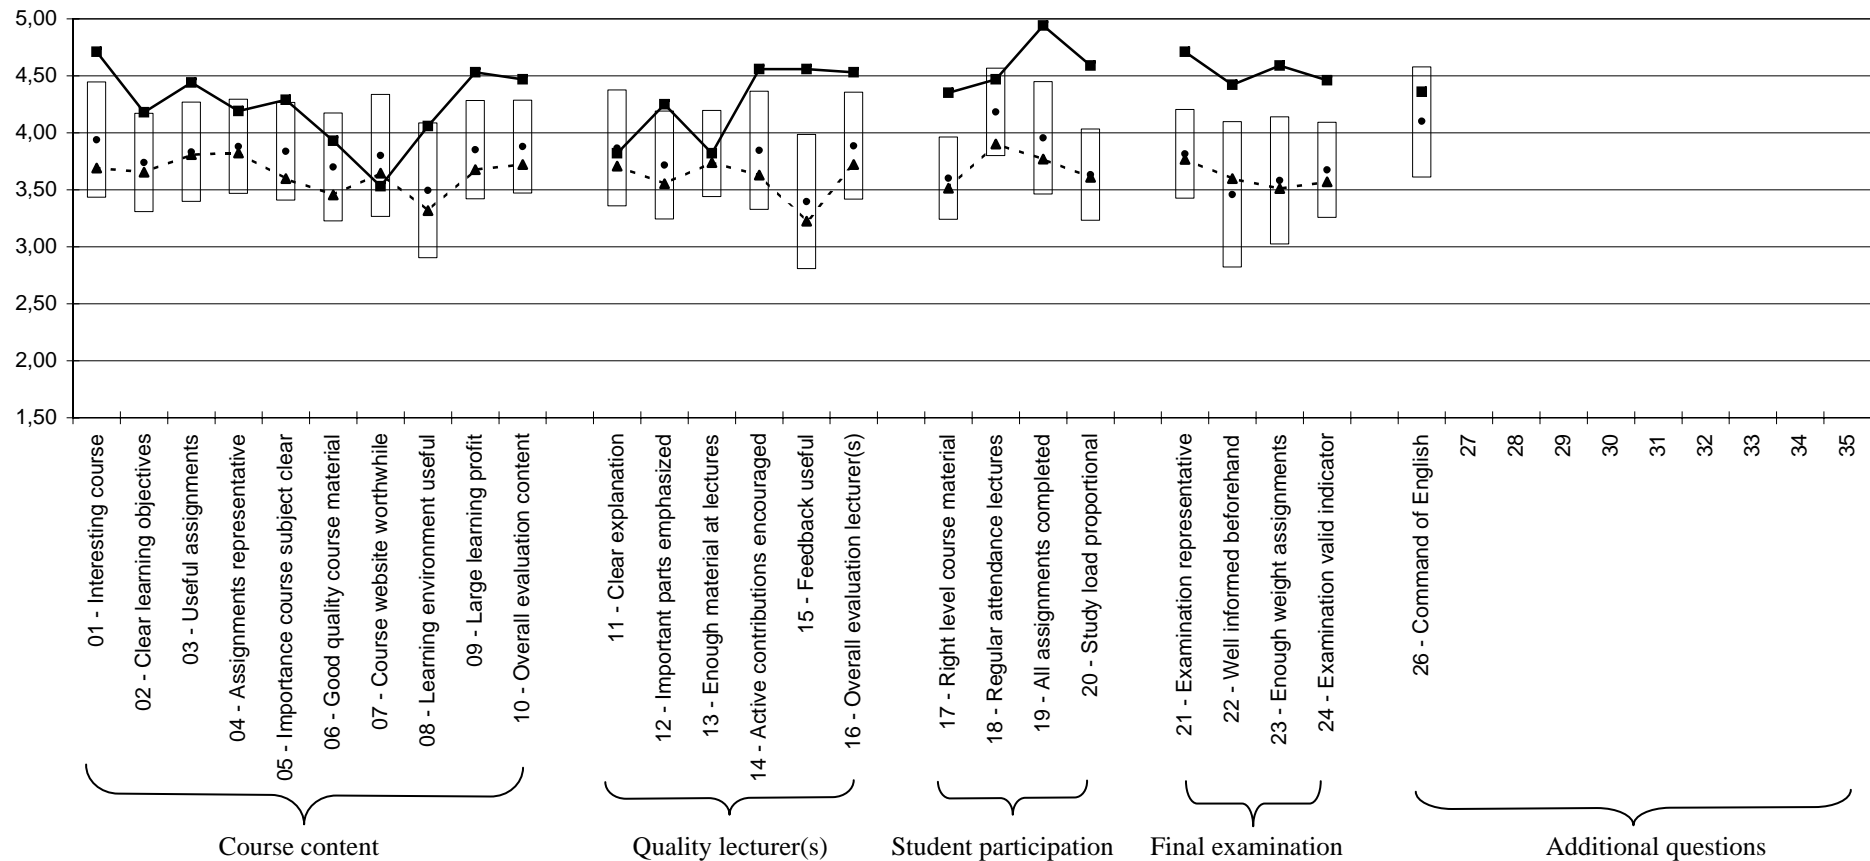 5,00
4,50
4,00
3,50
3,00
2,50
2,00
1,50
01 - Interesting course
02 - Clear learning objectives
03 - Useful assignments
04 - Assignments representative
05 - Importance course subject clear
06 - Good quality course material
07 - Course website worthwhile
08 - Learning environment useful
09 - Large learning profit
10 - Overall evaluation content
11 - Clear explanation
12 - Important parts emphasized
13 - Enough material at lectures
14 - Active contributions encouraged
15 - Feedback useful
16 - Overall evaluation lecturer(s)
17 - Right level course material
18 - Regular attendance lectures
19 - All assignments completed
20 - Study load proportional
21 - Examination representative
22 - Well informed beforehand
23 - Enough weight assignments
24 - Examination valid indicator
26 - Command of English
27
28
29
30
31
32
33
34
35
Course content
Quality lecturer(s)
Student participation
Final examination
Additional questions